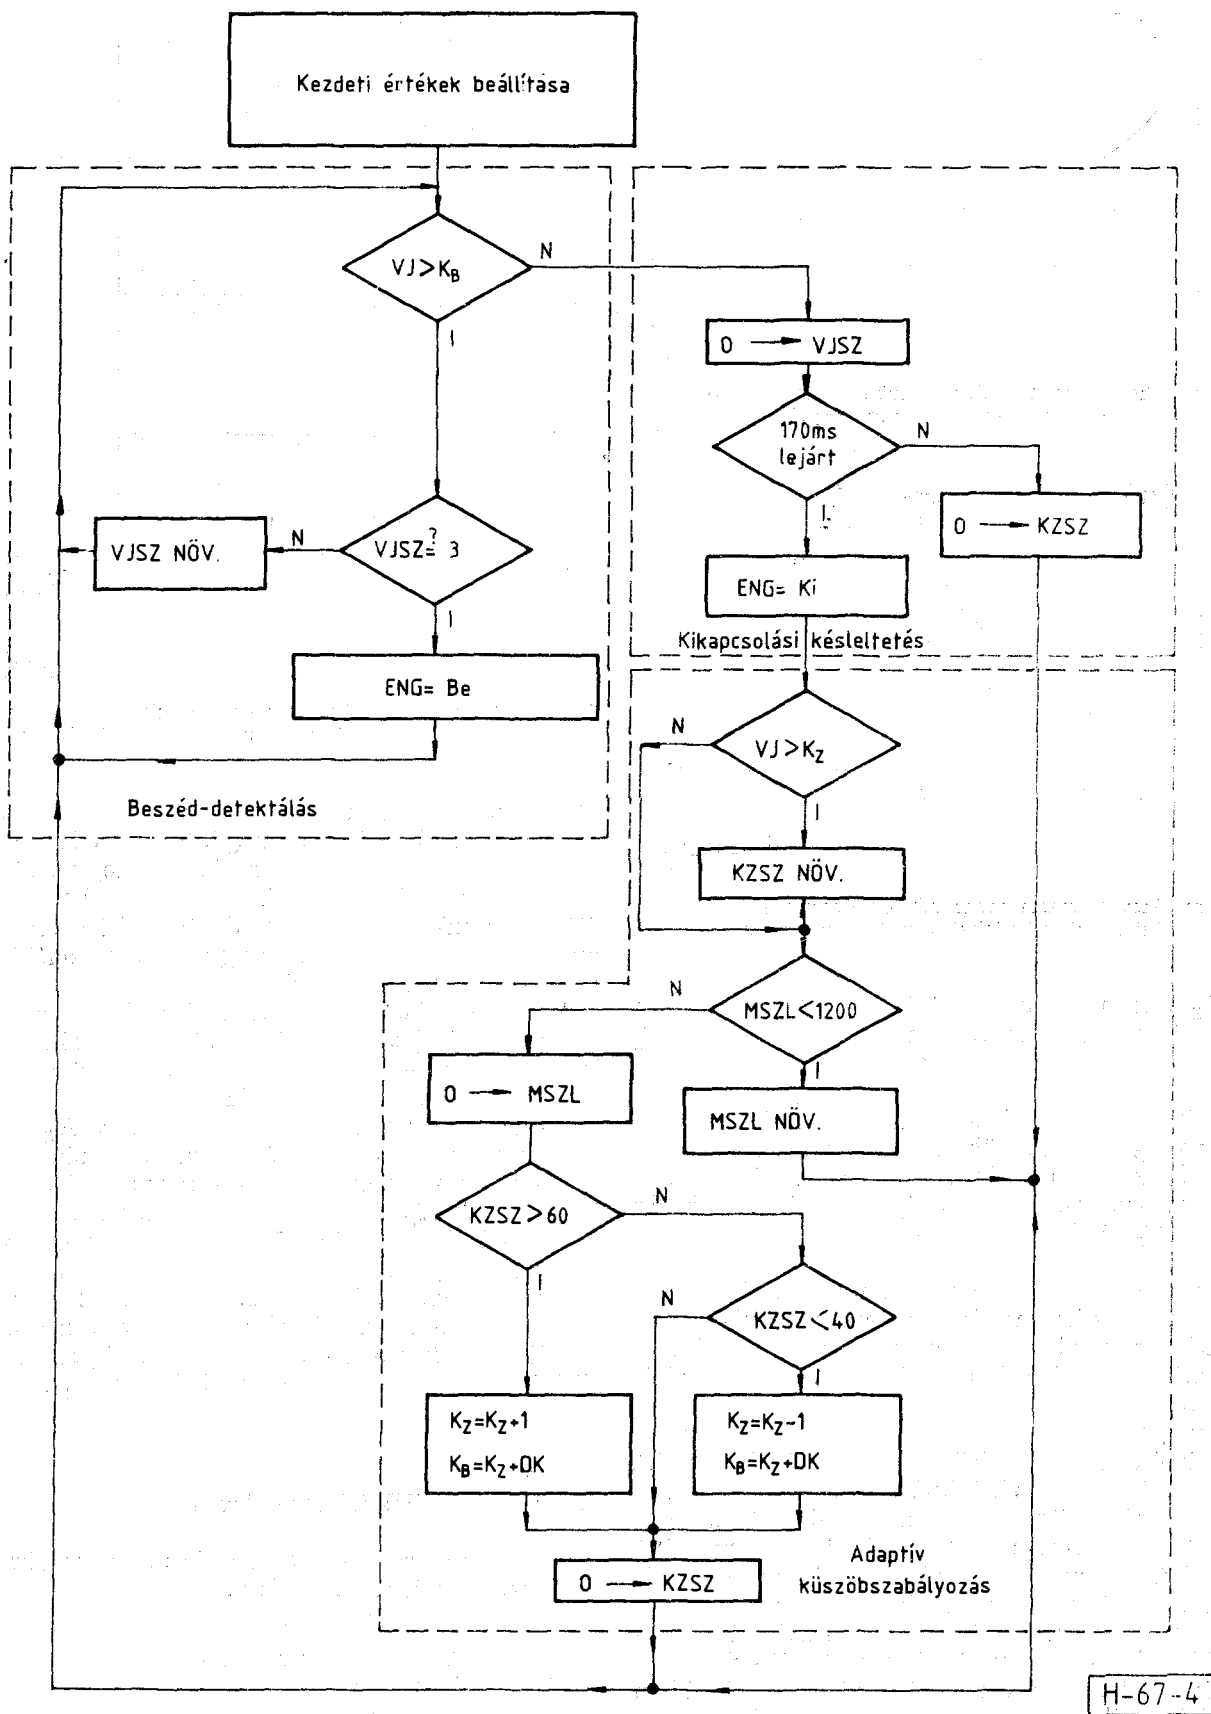 Kezdeti értékek beállítása
VJ>K_B
N
I
0 → VJSZ
170ms
lejárt
N
I
0 → KZSZ
VJSZ=? 3
N
VJSZ NÖV.
I
ENG= Ki
Kikapcsolási késleltetés
ENG= Be
Beszéd-detektálás
VJ>K_Z
N
I
KZSZ NÖV.
MSZL<1200
N
I
0 → MSZL
MSZL NÖV.
KZSZ>60
N
I
KZSZ<40
N
I
K_Z=K_Z+1
K_B=K_Z+DK
K_Z=K_Z-1
K_B=K_Z+DK
0 → KZSZ
Adaptív
küszöbszabályozás
H-67-4